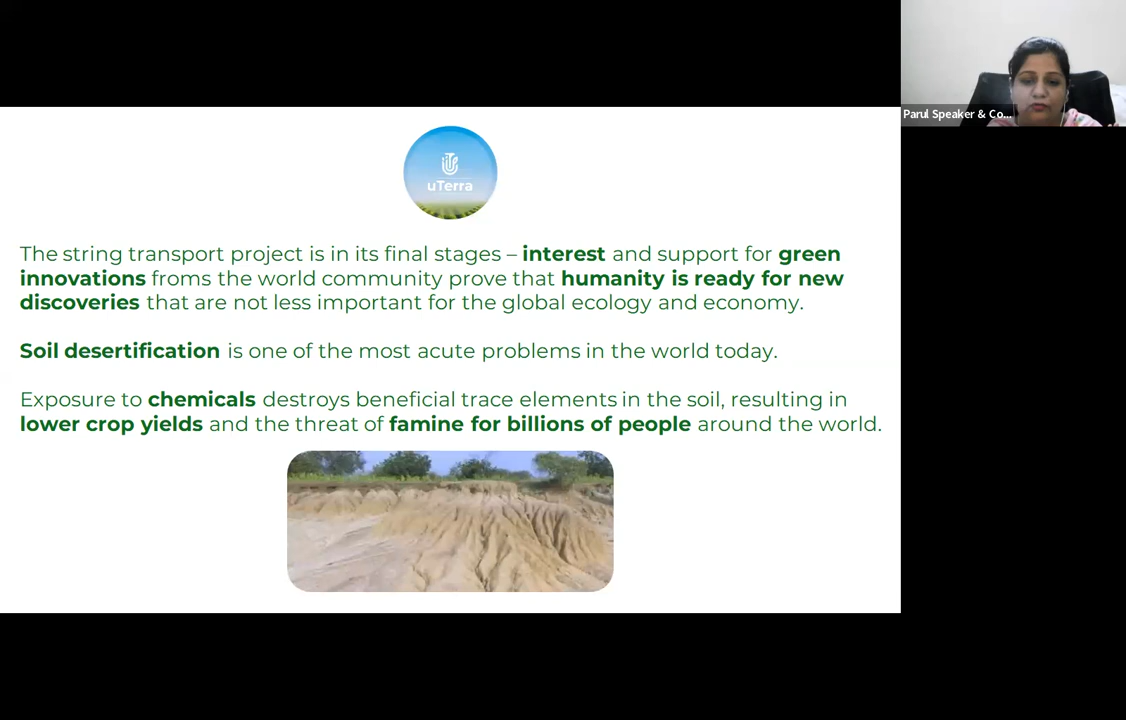 Parul Speaker & Co...
uTerra
The string transport project is in its final stages – interest and support for green
innovations froms the world community prove that humanity is ready for new
discoveries that are not less important for the global ecology and economy.
Soil desertification is one of the most acute problems in the world today.
Exposure to chemicals destroys beneficial trace elements in the soil, resulting in
lower crop yields and the threat of famine for billions of people around the world.